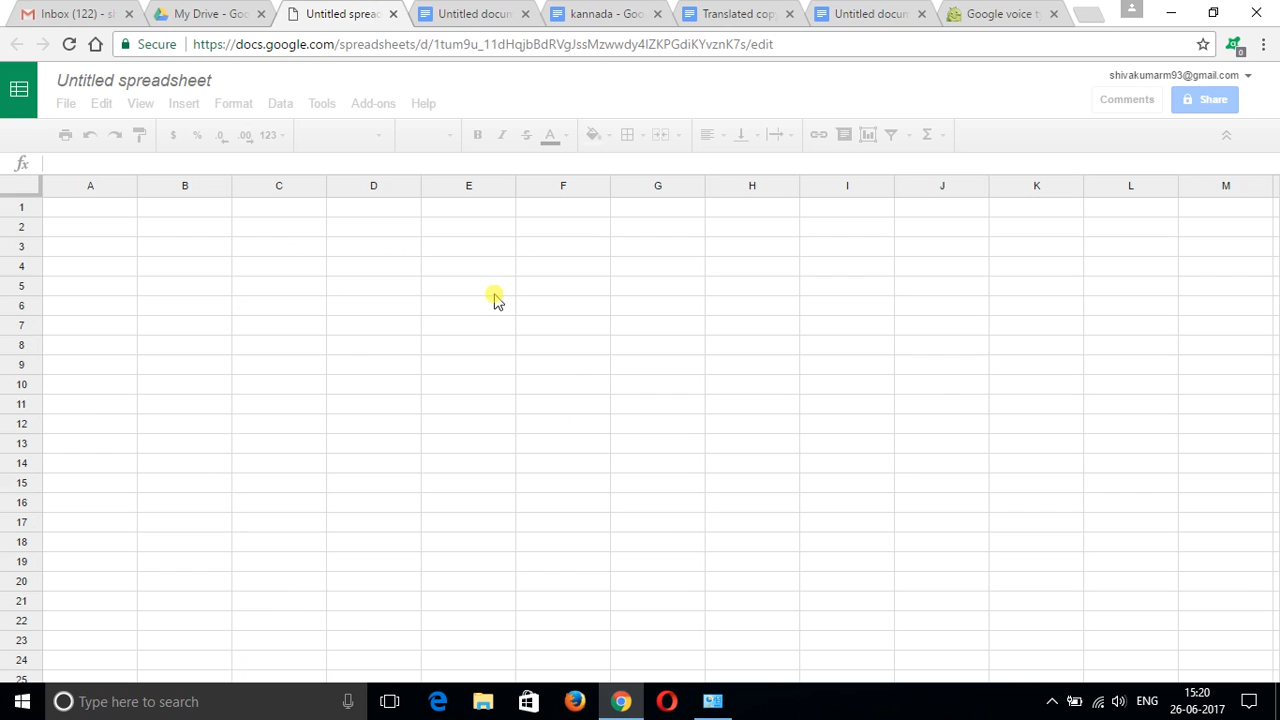 Inbox (122) - s
My Drive - Goo
Untitled sprea
Untitled docum
kannada - Goo
Translated cop
Untitled docum
Google voice t
Secure
https://docs.google.com/spreadsheets/d/1tum9u_11dHqjbBdRVgJssMzwwdy4lZKPGdiKYvznK7s/edit
0
Untitled spreadsheet
shivakumarm93@gmail.com
File Edit View Insert Format Data Tools Add-ons Help
Comments
Share
$ % .0 .00 123 B I S A Σ
fx
A B C D E F G H I J K L M
1
2
3
4
5
6
7
8
9
10
11
12
13
14
15
16
17
18
19
20
21
22
23
24
25
Type here to search
ENG
15:20
26-06-2017